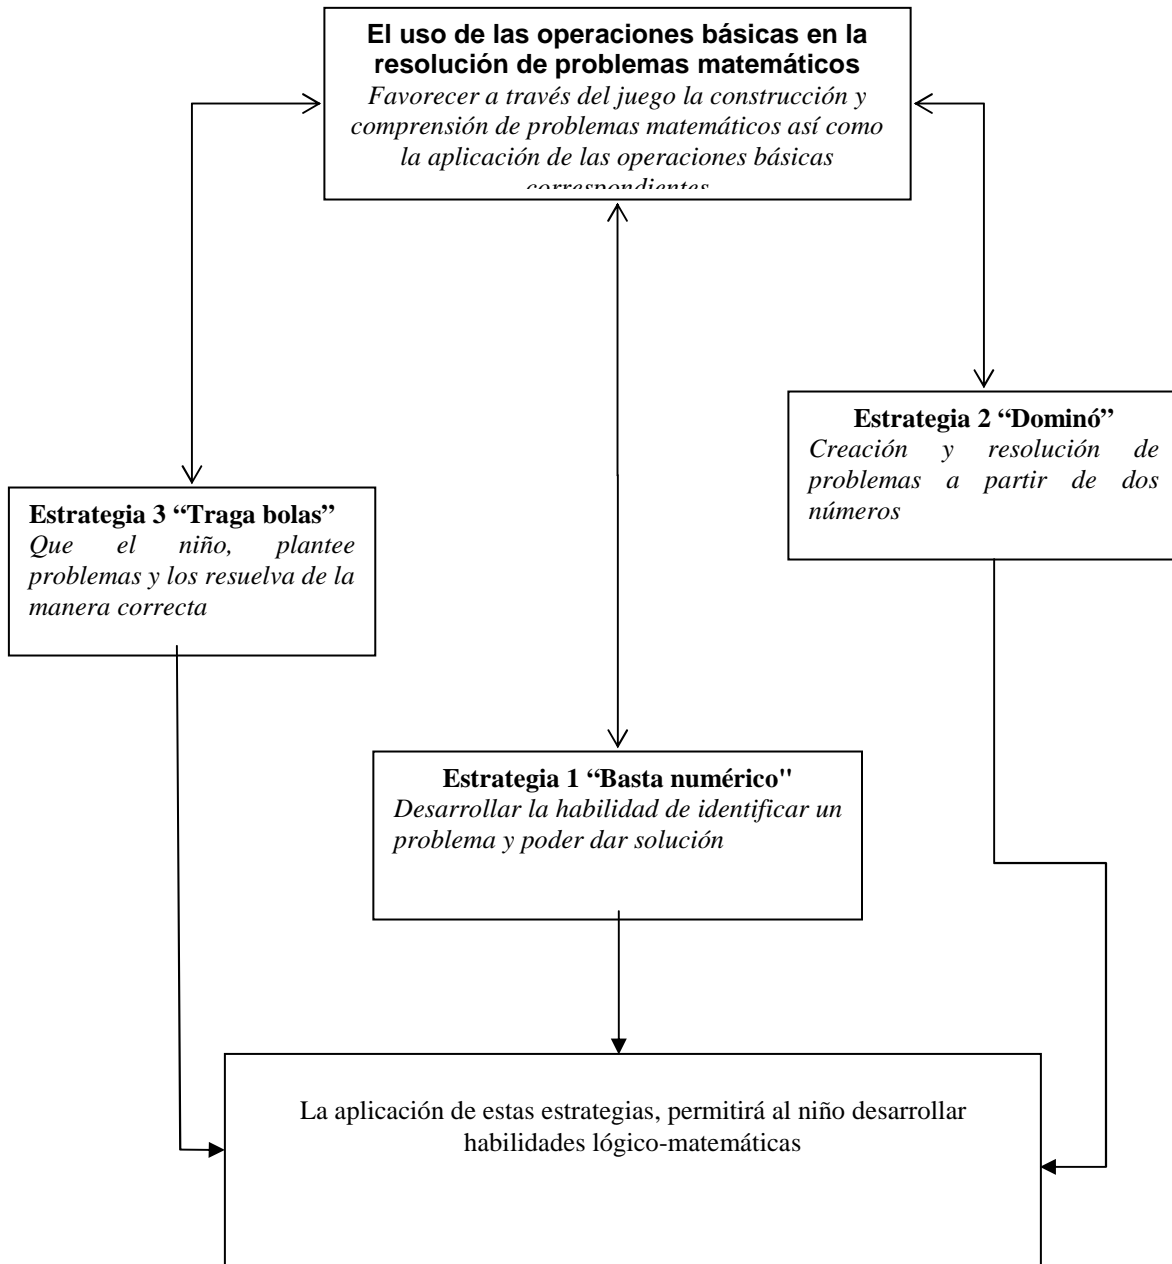 El uso de las operaciones básicas en la
resolución de problemas matemáticos
Favorecer a través del juego la construcción y
comprensión de problemas matemáticos así como
la aplicación de las operaciones básicas
correspondientes
Estrategia 2 “Dominó”
Creación y resolución de
problemas a partir de dos
números
Estrategia 3 “Traga bolas”
Que el niño, plantee
problemas y los resuelva de la
manera correcta
Estrategia 1 “Basta numérico"
Desarrollar la habilidad de identificar un
problema y poder dar solución
La aplicación de estas estrategias, permitirá al niño desarrollar
habilidades lógico-matemáticas